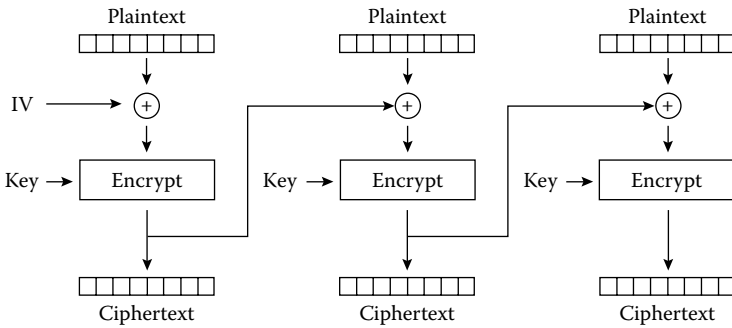 Plaintext Plaintext Plaintext
IV + + +
Key Encrypt Key Encrypt Key Encrypt
Ciphertext Ciphertext Ciphertext